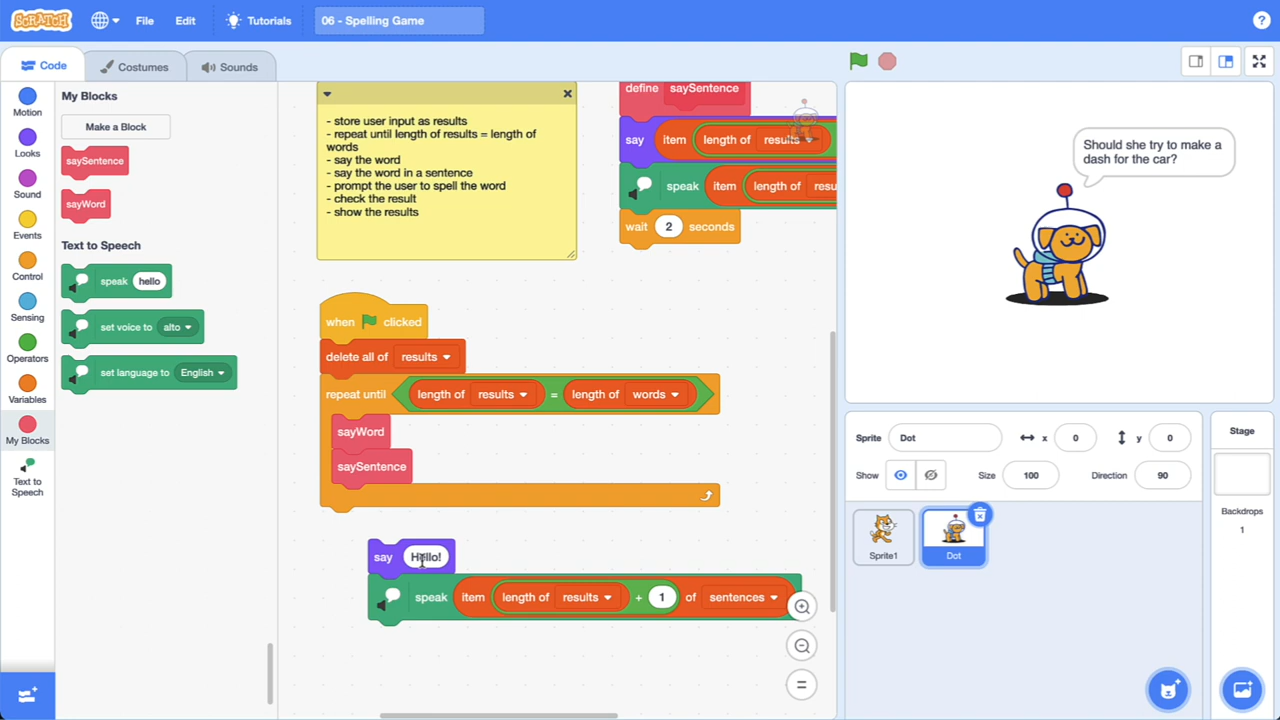 SCRATCH File Edit Tutorials 06 - Spelling Game ?
Code Costumes Sounds
Motion
Looks
Sound
Events
Control
Sensing
Operators
Variables
My Blocks
Text to
Speech
My Blocks
Make a Block
saySentence
sayWord
Text to Speech
speak hello
set voice to alto
set language to English
- store user input as results
- repeat until length of results = length of
words
- say the word
- say the word in a sentence
- prompt the user to spell the word
- check the result
- show the results
define saySentence
say item length of results
speak item length of
wait 2 seconds
when clicked
delete all of results
repeat until length of results = length of words
sayWord
saySentence
say Hello!
speak item length of results + 1 of sentences
Should she try to make a
dash for the car?
Sprite Dot x 0 y 0
Show Size 100 Direction 90
Sprite1
Dot
Stage
Backdrops
1